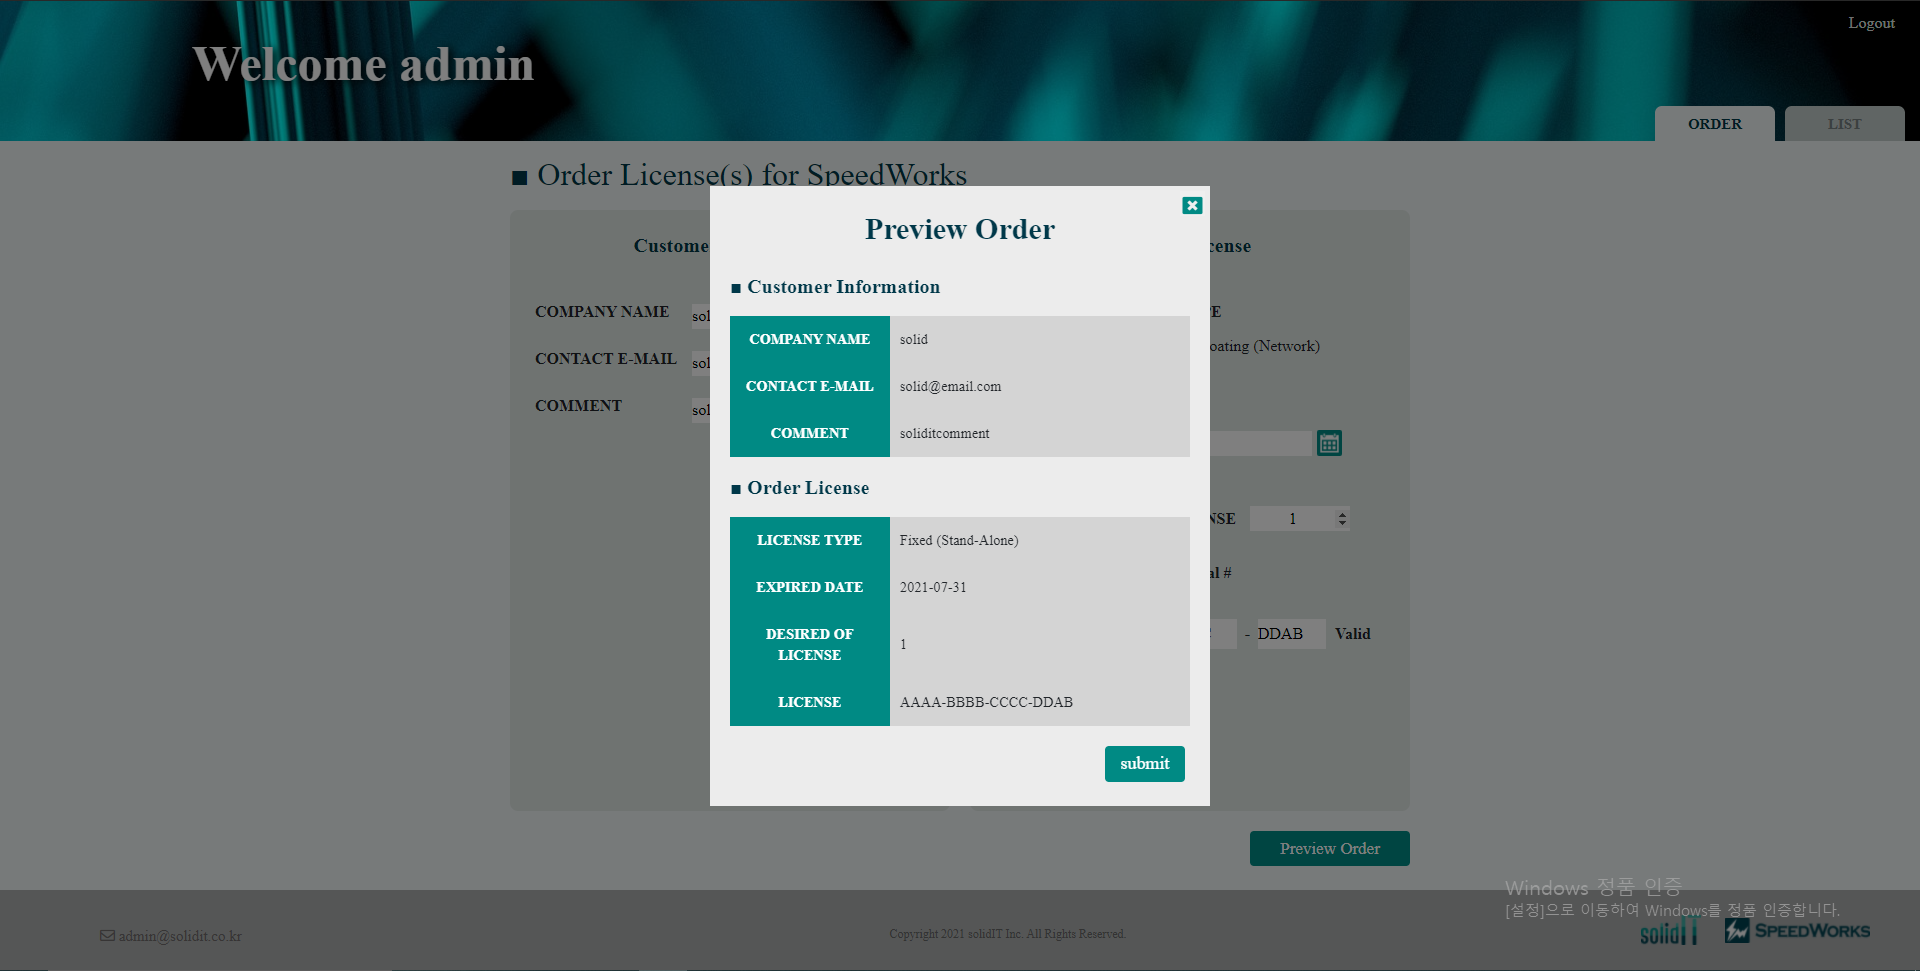 Logout
Welcome admin
ORDER
LIST
■ Order License(s) for SpeedWorks
Preview Order
■ Customer Information
COMPANY NAME solid
CONTACT E-MAIL solid@email.com
COMMENT soliditcomment
■ Order License
LICENSE TYPE Fixed (Stand-Alone)
EXPIRED DATE 2021-07-31
DESIRED OF
LICENSE 1
LICENSE AAAA-BBBB-CCCC-DDAB
submit
COMPANY NAME
CONTACT E-MAIL
COMMENT
(Network)
1
#
- DDAB Valid
Preview Order
Windows 정품 인증
[설정]으로 이동하여 Windows를 정품 인증합니다.
admin@solidit.co.kr
Copyright 2021 solidIT Inc. All Rights Reserved.
solidIT
SPEEDWORKS